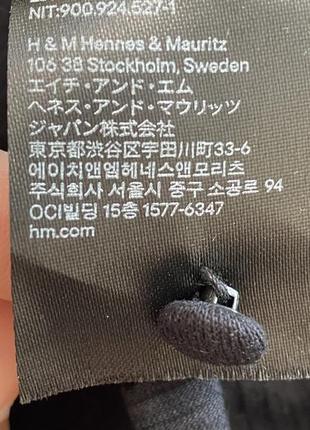 NIT:900.924.527-1
H & M Hennes & Mauritz
106 38 Stockholm, Sweden
エイチ・アンド・エム
ヘネス・アンド・マウリッツ
ジャパン株式会社
東京都渋谷区宇田川町33-6
에이치앤엠헤네스앤모리츠
주식회사 서울시 중구 소공로 94
OCI빌딩 15층 1577-6347
hm.com